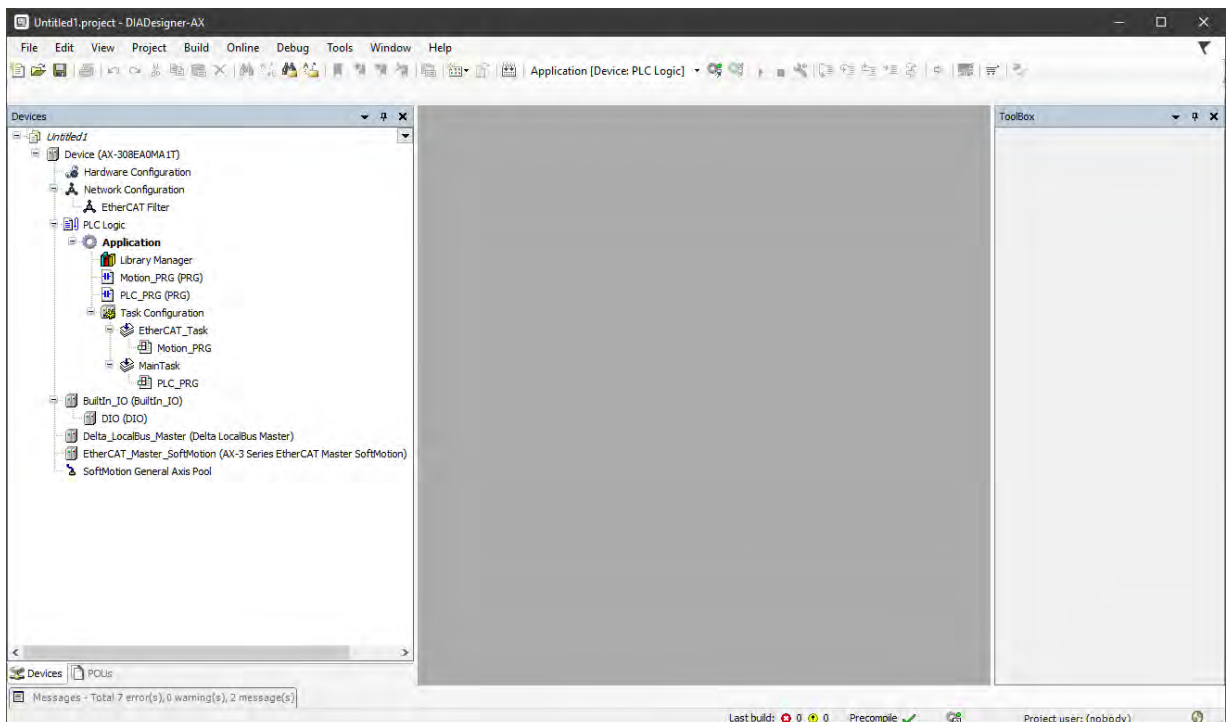 Untitled1.project - DIADesigner-AX
File Edit View Project Build Online Debug Tools Window Help
Application [Device: PLC Logic]
Devices
ToolBox
Untitled1
Device (AX-308EA0MA1T)
Hardware Configuration
Network Configuration
EtherCAT Filter
PLC Logic
Application
Library Manager
Motion_PRG (PRG)
PLC_PRG (PRG)
Task Configuration
EtherCAT_Task
Motion_PRG
MainTask
PLC_PRG
BuiltIn_IO (BuiltIn_IO)
DIO (DIO)
Delta_LocalBus_Master (Delta LocalBus Master)
EtherCAT_Master_SoftMotion (AX-3 Series EtherCAT Master SoftMotion)
SoftMotion General Axis Pool
Devices POUs
Messages - Total 7 error(s), 0 warning(s), 2 message(s)
Last build: 0 0 Precompile Project user: (nobody)